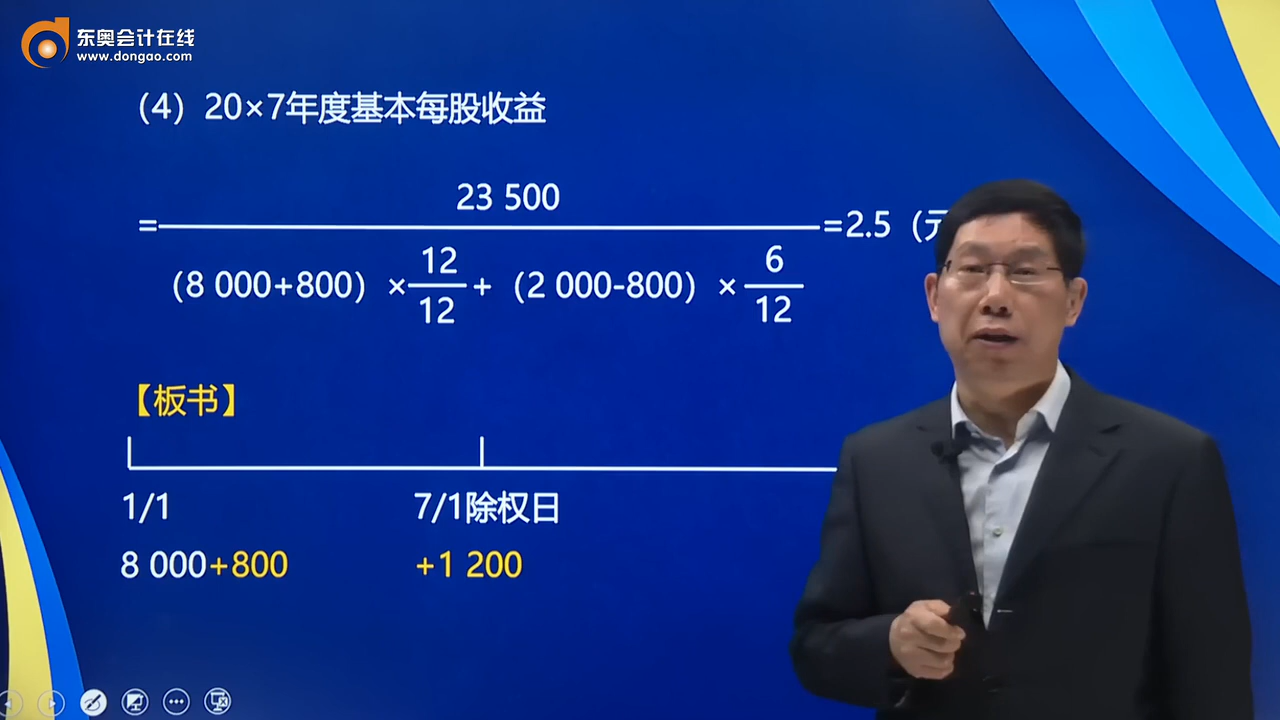 东奥会计在线
www.dongao.com
（4）20×7年度基本每股收益
23 500
=
=2.5（元
（8 000+800）×12/12+（2 000-800）×6/12
【板书】
1/1 7/1除权日
8 000+800 +1 200